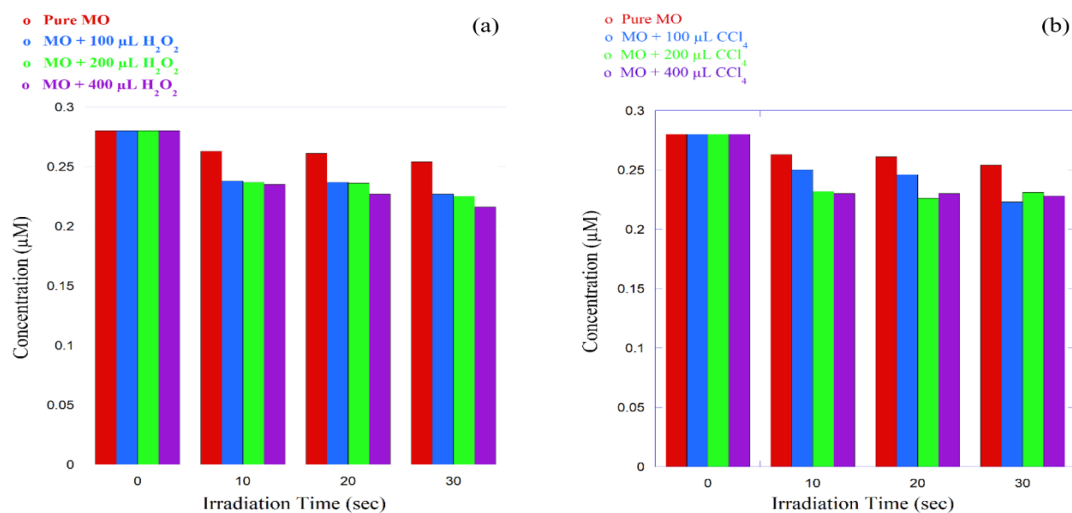 o Pure MO
o MO + 100 µL H₂O₂
o MO + 200 µL H₂O₂
o MO + 400 µL H₂O₂
(a)
0.3
0.25
0.2
0.15
0.1
0.05
0
Concentration (µM)
0 10 20 30
Irradiation Time (sec)
o Pure MO
o MO + 100 µL CCl₄
o MO + 200 µL CCl₄
o MO + 400 µL CCl₄
(b)
0.3
0.25
0.2
0.15
0.1
0.05
0
Concentration (µM)
0 10 20 30
Irradiation Time (sec)